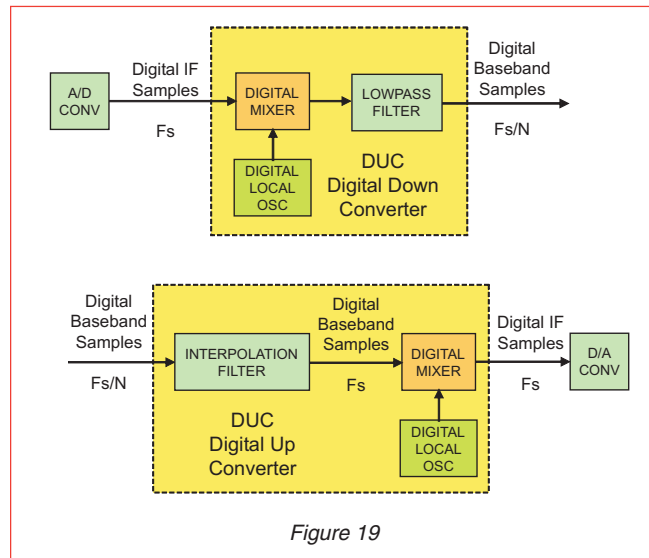 A/D
CONV
Digital IF
Samples
Fs
DIGITAL
MIXER
DIGITAL
LOCAL
OSC
LOWPASS
FILTER
DUC
Digital Down
Converter
Digital
Baseband
Samples
Fs/N
Digital
Baseband
Samples
Fs/N
INTERPOLATION
FILTER
DUC
Digital Up
Converter
Digital
Baseband
Samples
Fs
DIGITAL
MIXER
DIGITAL
LOCAL
OSC
Digital IF
Samples
Fs
D/A
CONV
Figure 19